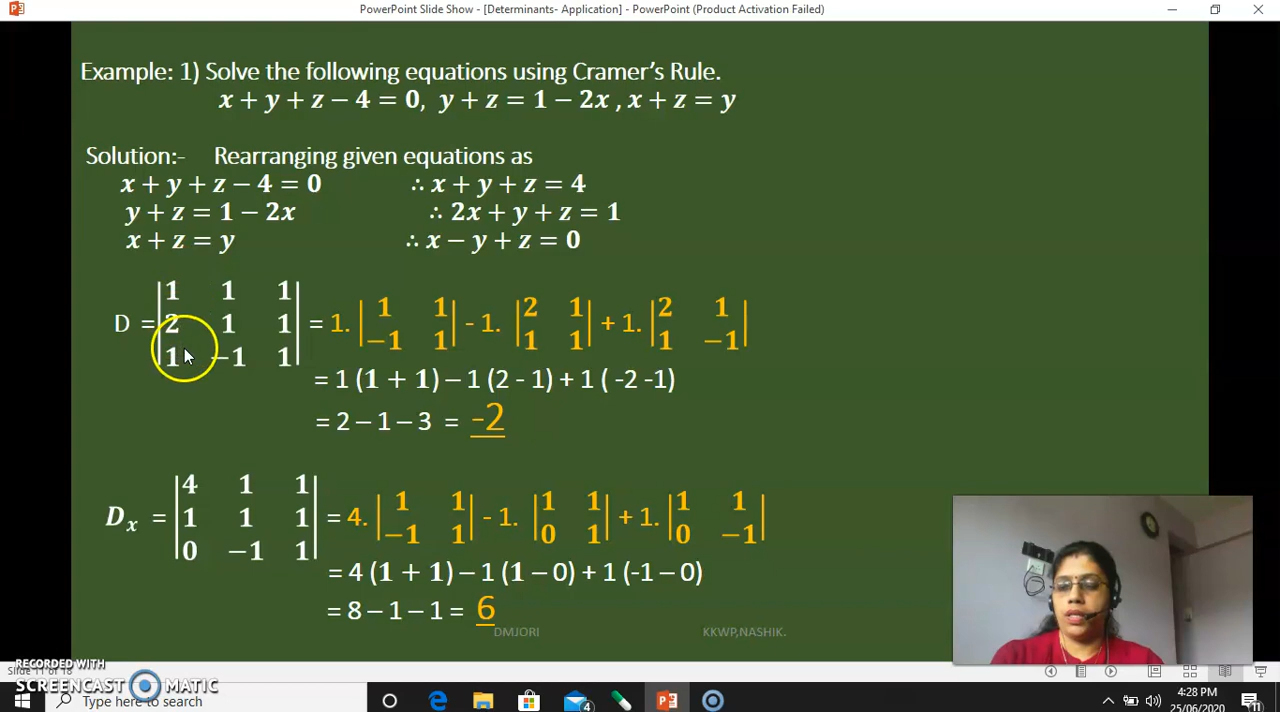 PowerPoint Slide Show - [Determinants- Application] - PowerPoint (Product Activation Failed)
Example: 1) Solve the following equations using Cramer's Rule.
x + y + z − 4 = 0, y + z = 1 − 2x , x + z = y
Solution:- Rearranging given equations as
x + y + z − 4 = 0 ∴ x + y + z = 4
y + z = 1 − 2x ∴ 2x + y + z = 1
x + z = y ∴ x − y + z = 0
D = |1 1 1; 2 1 1; 1 −1 1| = 1. |1 1; −1 1| - 1. |2 1; 1 1| + 1. |2 1; 1 −1|
= 1 (1 + 1) – 1 (2 - 1) + 1 ( -2 -1)
= 2 – 1 – 3 = -2
Dx = |4 1 1; 1 1 1; 0 −1 1| = 4. |1 1; −1 1| - 1. |1 1; 0 1| + 1. |1 1; 0 −1|
= 4 (1 + 1) – 1 (1 – 0) + 1 (-1 – 0)
= 8 – 1 – 1 = 6
DMJORI KKWP,NASHIK.
RECORDED WITH
SCREENCAST MATIC
Type here to search
4
4:28 PM
25/06/2020
11